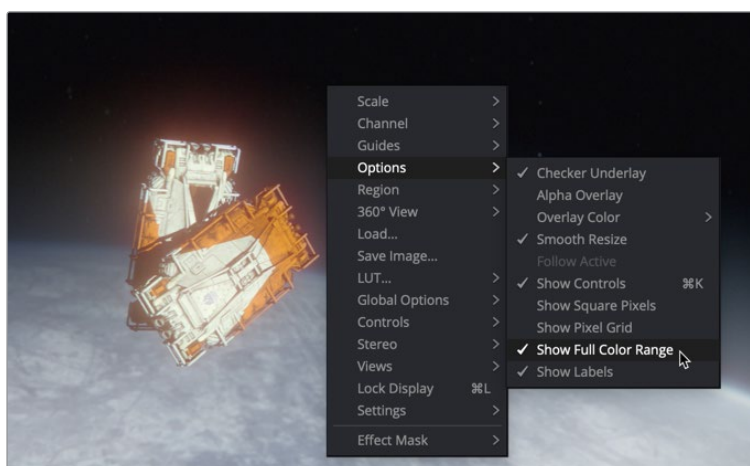 Scale
Channel
Guides
Options
Region
360° View
Load...
Save Image...
LUT...
Global Options
Controls
Stereo
Views
Lock Display ⌘L
Settings
Effect Mask
Checker Underlay
Alpha Overlay
Overlay Color
Smooth Resize
Follow Active
Show Controls ⌘K
Show Square Pixels
Show Pixel Grid
Show Full Color Range
Show Labels